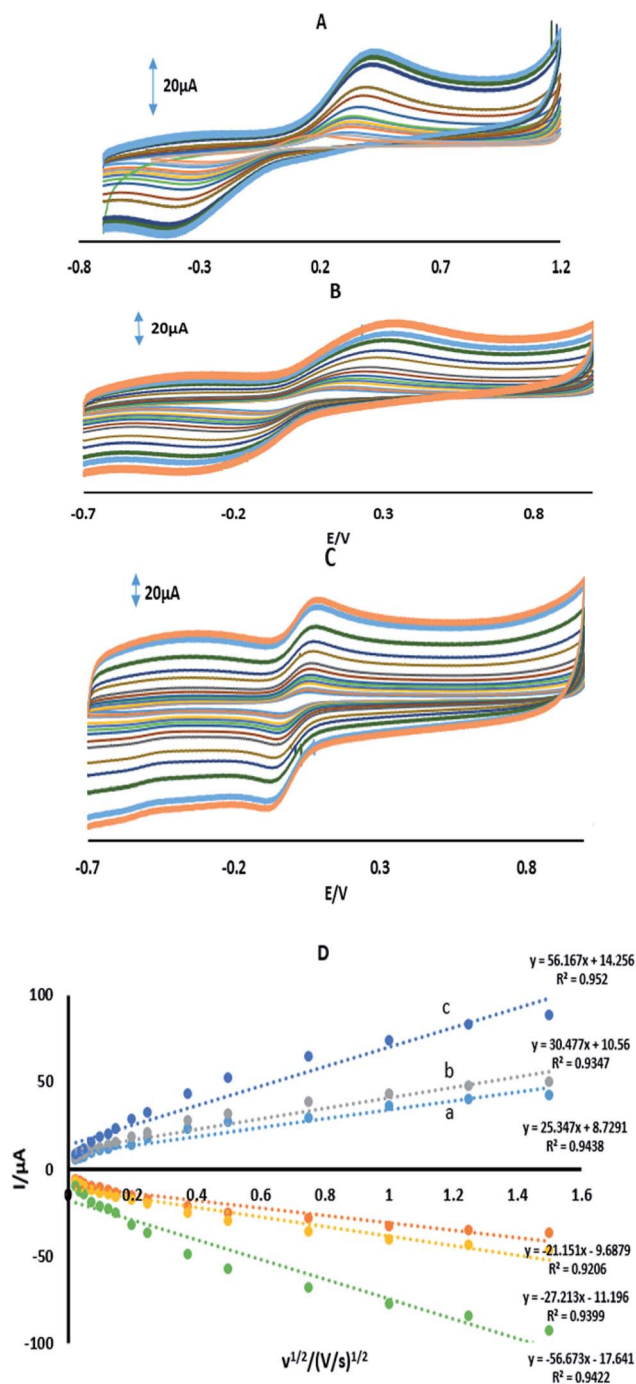 A
20µA
-0.8 -0.3 0.2 0.7 1.2
B
20µA
-0.7 -0.2 0.3 0.8
E/V
C
20µA
-0.7 -0.2 0.3 0.8
E/V
D
y = 56.167x + 14.256
R² = 0.952
100
c
y = 30.477x + 10.56
R² = 0.9347
50
b
a
y = 25.347x + 8.7291
R² = 0.9438
I/µA
0
0 0.2 0.4 0.6 0.8 1 1.2 1.4 1.6
y = -21.151x - 9.6879
R² = 0.9206
-50
y = -27.213x - 11.196
R² = 0.9399
-100
y = -56.673x - 17.641
R² = 0.9422
v^1/2/(V/s)^1/2